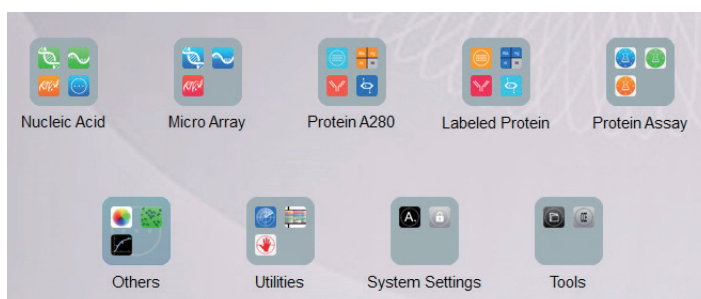 Nucleic Acid
Micro Array
Protein A280
Labeled Protein
Protein Assay
A.
Others
Utilities
System Settings
Tools